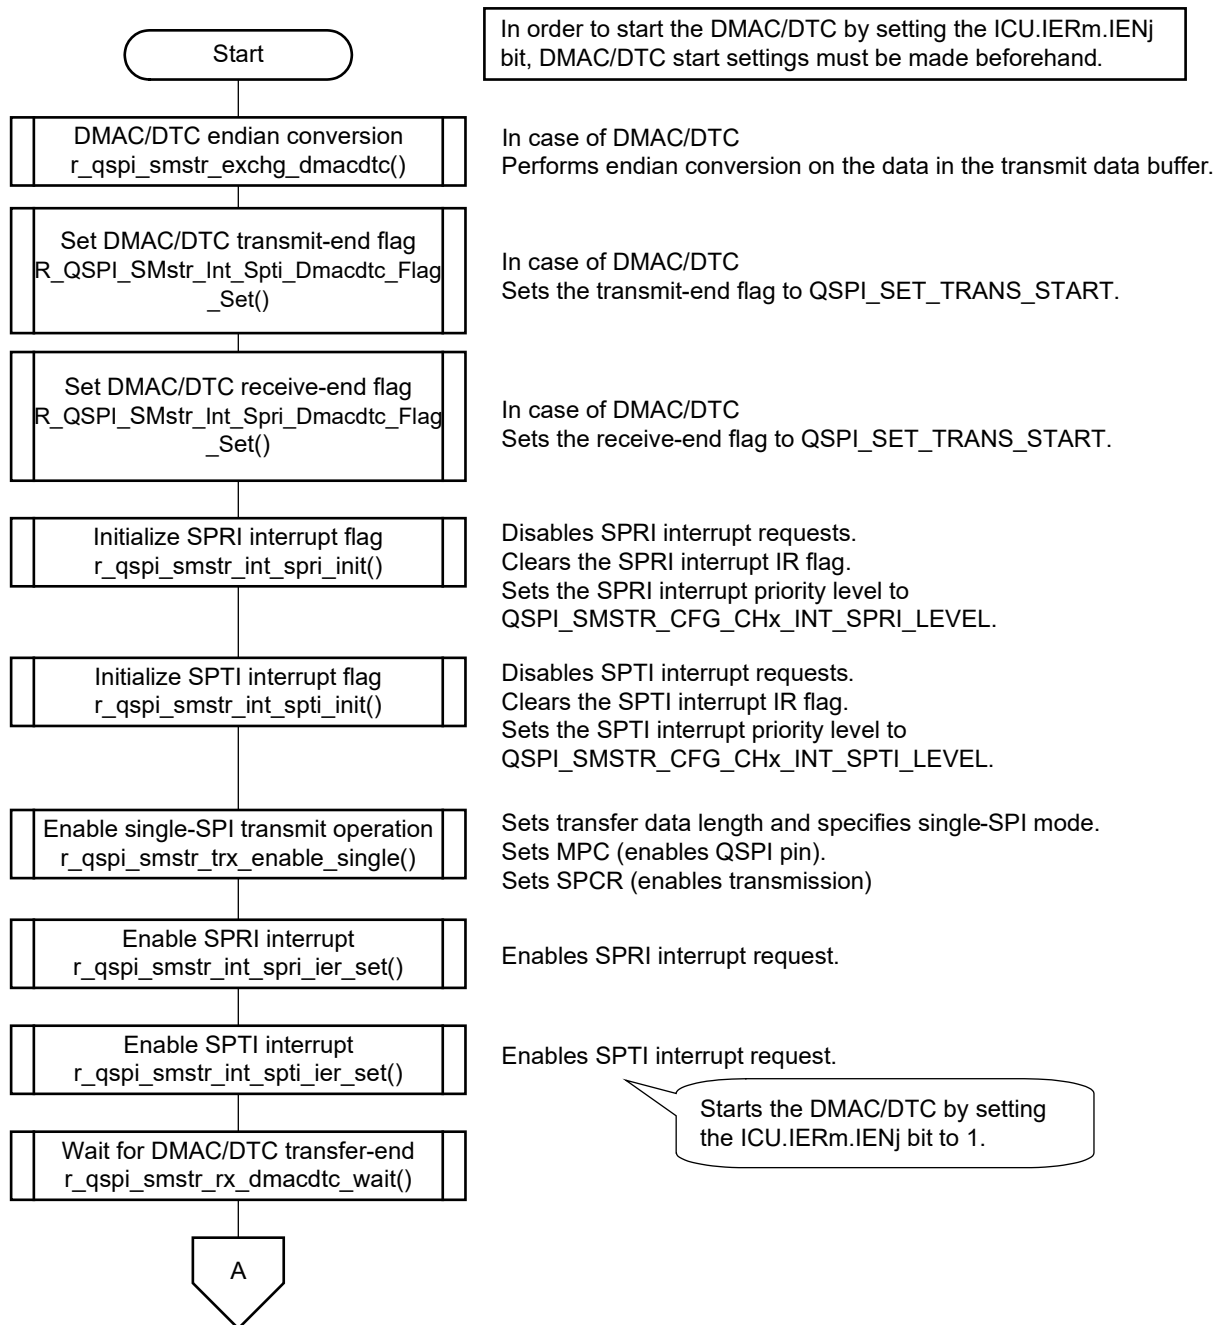 In order to start the DMAC/DTC by setting the ICU.IERm.IENj
bit, DMAC/DTC start settings must be made beforehand.
Start
DMAC/DTC endian conversion
r_qspi_smstr_exchg_dmacdtc()
In case of DMAC/DTC
Performs endian conversion on the data in the transmit data buffer.
Set DMAC/DTC transmit-end flag
R_QSPI_SMstr_Int_Spti_Dmacdtc_Flag
_Set()
In case of DMAC/DTC
Sets the transmit-end flag to QSPI_SET_TRANS_START.
Set DMAC/DTC receive-end flag
R_QSPI_SMstr_Int_Spri_Dmacdtc_Flag
_Set()
In case of DMAC/DTC
Sets the receive-end flag to QSPI_SET_TRANS_START.
Initialize SPRI interrupt flag
r_qspi_smstr_int_spri_init()
Disables SPRI interrupt requests.
Clears the SPRI interrupt IR flag.
Sets the SPRI interrupt priority level to
QSPI_SMSTR_CFG_CHx_INT_SPRI_LEVEL.
Initialize SPTI interrupt flag
r_qspi_smstr_int_spti_init()
Disables SPTI interrupt requests.
Clears the SPTI interrupt IR flag.
Sets the SPTI interrupt priority level to
QSPI_SMSTR_CFG_CHx_INT_SPTI_LEVEL.
Enable single-SPI transmit operation
r_qspi_smstr_trx_enable_single()
Sets transfer data length and specifies single-SPI mode.
Sets MPC (enables QSPI pin).
Sets SPCR (enables transmission)
Enable SPRI interrupt
r_qspi_smstr_int_spri_ier_set()
Enables SPRI interrupt request.
Enable SPTI interrupt
r_qspi_smstr_int_spti_ier_set()
Enables SPTI interrupt request.
Starts the DMAC/DTC by setting
the ICU.IERm.IENj bit to 1.
Wait for DMAC/DTC transfer-end
r_qspi_smstr_rx_dmacdtc_wait()
A